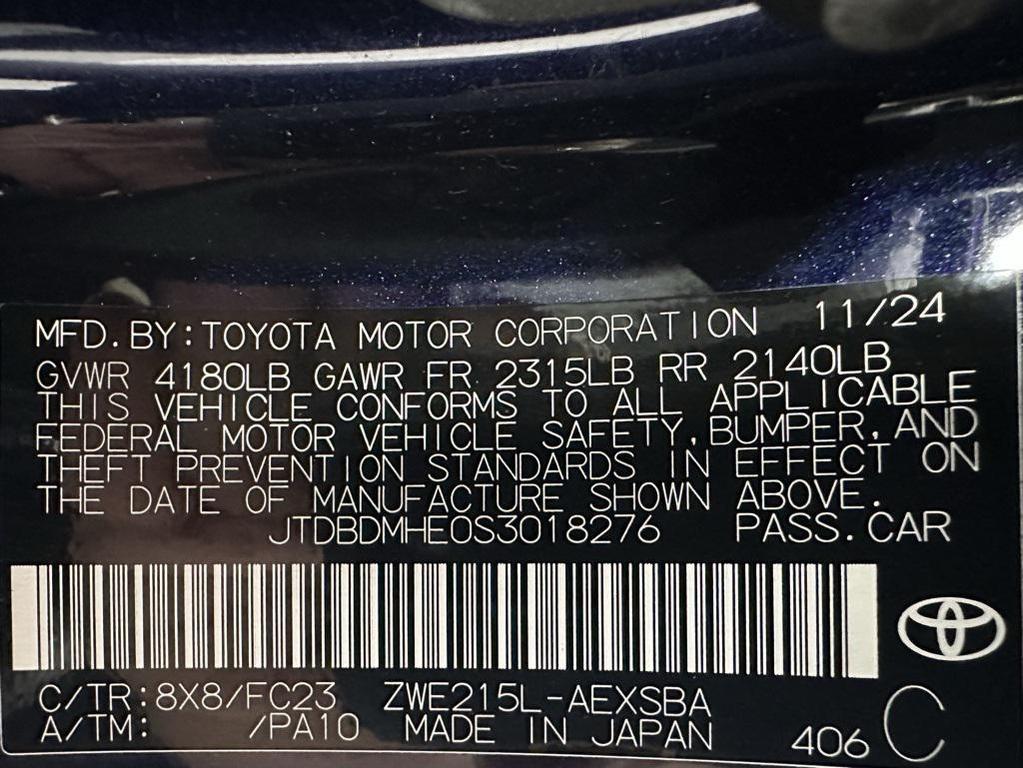 MFD.BY:TOYOTA MOTOR CORPORATION 11/24
GVWR 4180LB GAWR FR 2315LB RR 2140LB
THIS VEHICLE CONFORMS TO ALL APPLICABLE
FEDERAL MOTOR VEHICLE SAFETY,BUMPER,AND
THEFT PREVENTION STANDARDS IN EFFECT ON
THE DATE OF MANUFACTURE SHOWN ABOVE.
JTDBDMHE0S3018276 PASS.CAR
C/TR:8X8/FC23 ZWE215L-AEXSBA
A/TM: /PA10 MADE IN JAPAN 406 C